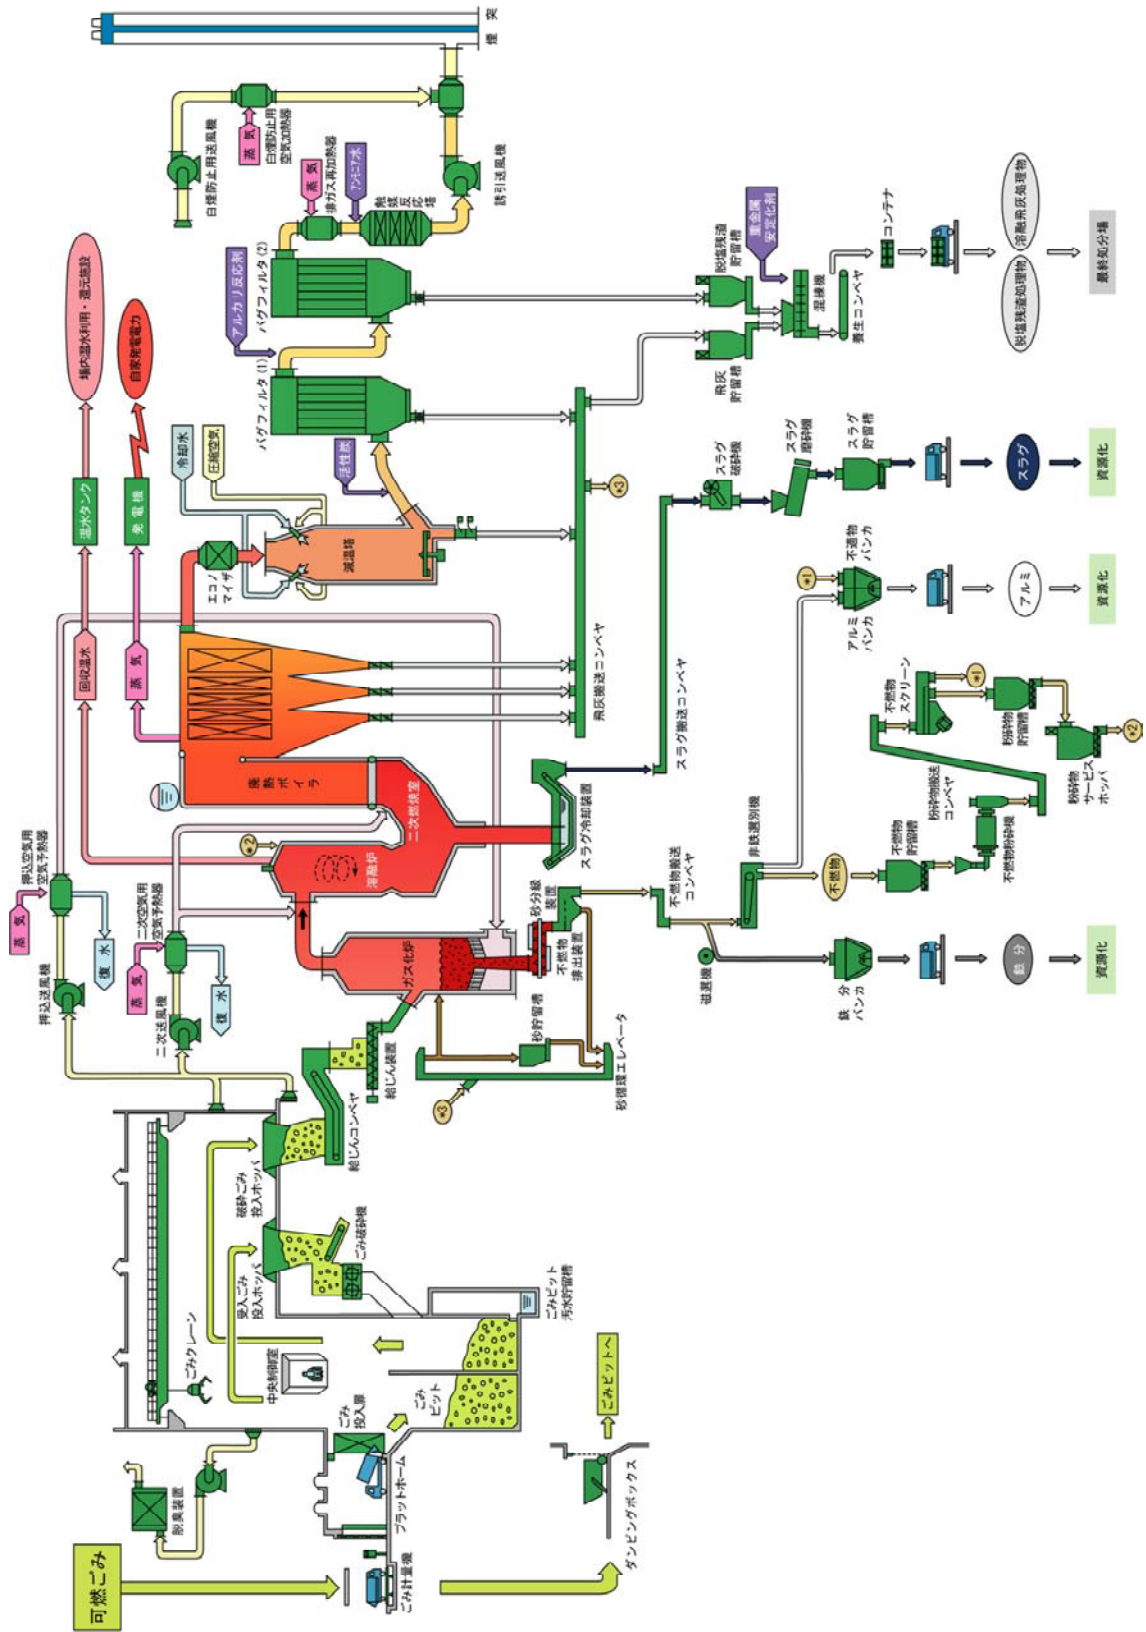 可燃ごみ
ごみ計量機
脱臭装置
プラットホーム
ごみ
投入扉
ごみクレーン
中央制御室
ごみ
ピット
ダンピングボックス
ごみピットへ
受入ごみ
投入ホッパ
破砕ごみ
投入ホッパ
ごみ破砕機
ごみピット
汚水貯留槽
給じんコンベヤ
給じん装置
押込送風機
二次送風機
蒸気
押込空気用
空気予熱器
復水
蒸気
二次空気用
空気予熱器
復水
*3
砂貯留槽
砂循環エレベータ
ガス化炉
不燃物
排出装置
砂分級
装置
*2
溶融炉
二次燃焼室
廃熱ボイラ
スラグ冷却装置
回収温水
温水タンク
場内温水利用・還元施設
蒸気
発電機
自家発電電力
エコノ
マイザ
冷却水
圧縮空気
減温塔
活性炭
バグフィルタ(1)
アルカリ反応剤
バグフィルタ(2)
蒸気
排ガス再加熱器
アンモニア水
触媒
反応塔
誘引送風機
白煙防止用送風機
蒸気
白煙防止用
空気加熱器
煙突
飛灰搬送コンベヤ
*3
飛灰
貯留槽
脱塩残渣
貯留槽
重金属
安定化剤
混練機
養生コンベヤ
コンテナ
脱塩残渣処理物
溶融飛灰処理物
最終処分場
スラグ搬送コンベヤ
スラグ
破砕機
スラグ
磨砕機
スラグ
貯留槽
スラグ
資源化
不燃物搬送
コンベヤ
磁選機
非鉄選別機
鉄分
バンカ
鉄分
資源化
不燃物
不燃物
貯留槽
不燃物粉砕機
粉砕物搬送
コンベヤ
不燃物
スクリーン
*1
粉砕物
貯留槽
粉砕物
サービス
ホッパ
*2
アルミ
バンカ
*1
不適物
バンカ
アルミ
資源化